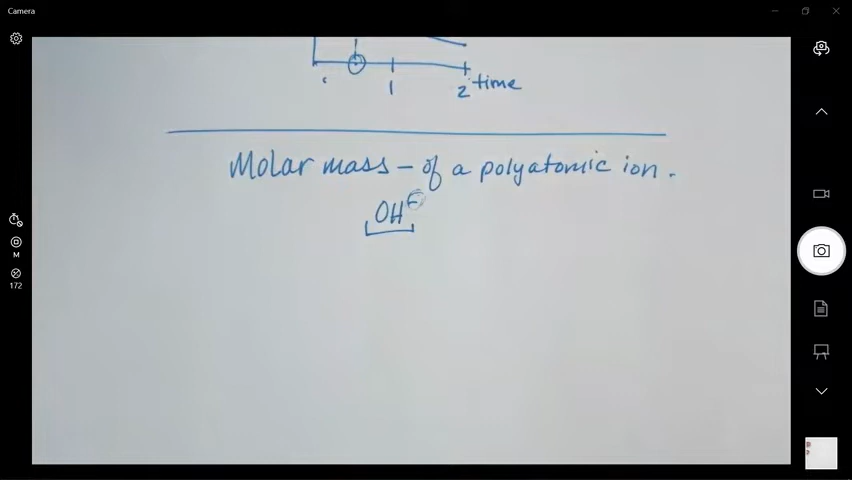 Camera
1
2 time
Molar mass - of a polyatomic ion.
OH⁻
M
172